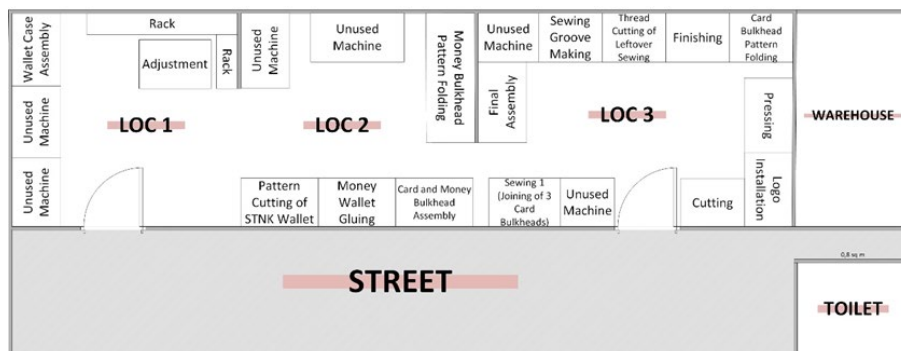 Wallet Case
Assembly
Unused
Machine
Unused
Machine
Rack
Adjustment
Rack
LOC 1
Unused
Machine
Unused
Machine
Money Bulkhead
Pattern Folding
LOC 2
Pattern
Cutting of
STNK Wallet
Money
Wallet
Gluing
Card and Money
Bulkhead
Assembly
Unused
Machine
Sewing
Groove
Making
Thread
Cutting of
Leftover
Sewing
Finishing
Card
Bulkhead
Pattern
Folding
Final
Assembly
LOC 3
Pressing
Logo
Installation
Sewing 1
(Joining of 3
Card
Bulkheads)
Unused
Machine
Cutting
WAREHOUSE
STREET
0,8 sq m
TOILET